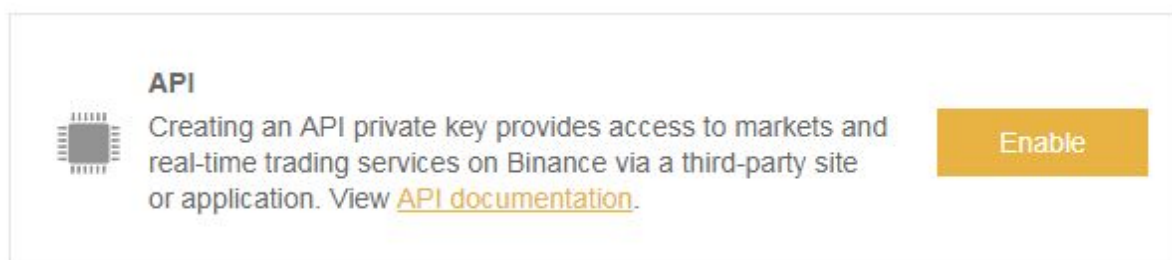 API
Creating an API private key provides access to markets and
real-time trading services on Binance via a third-party site
or application. View API documentation.
Enable